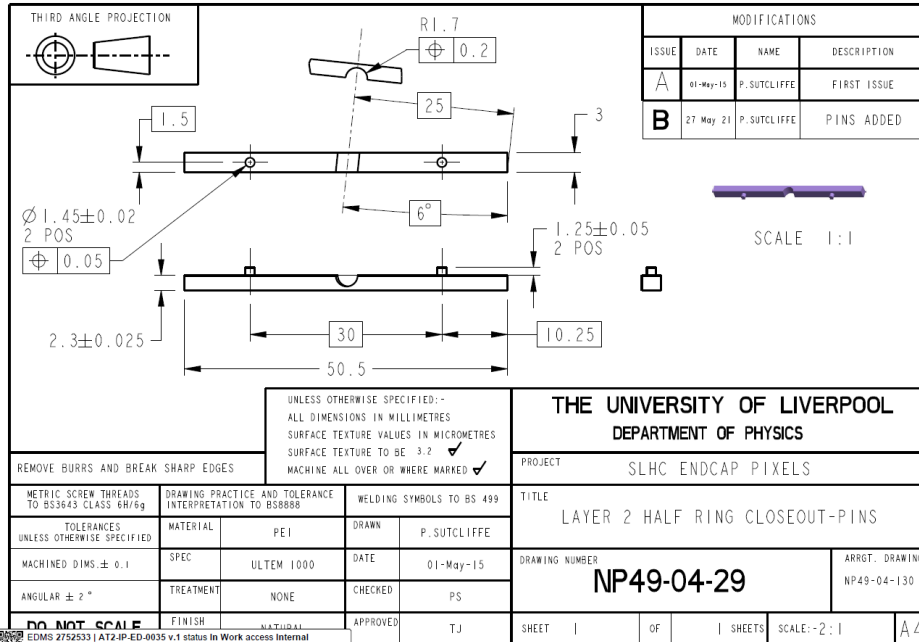 THIRD ANGLE PROJECTION
R1.7
0.2
25
1.5
3
6°
Ø1.45±0.02
2 POS
0.05
1.25±0.05
2 POS
2.3±0.025
30
10.25
50.5
MODIFICATIONS
ISSUE DATE NAME DESCRIPTION
A 01-May-15 P.SUTCLIFFE FIRST ISSUE
B 27 May 21 P.SUTCLIFFE PINS ADDED
SCALE 1:1
UNLESS OTHERWISE SPECIFIED:-
ALL DIMENSIONS IN MILLIMETRES
SURFACE TEXTURE VALUES IN MICROMETRES
SURFACE TEXTURE TO BE 3.2
MACHINE ALL OVER OR WHERE MARKED
REMOVE BURRS AND BREAK SHARP EDGES
THE UNIVERSITY OF LIVERPOOL
DEPARTMENT OF PHYSICS
PROJECT
SLHC ENDCAP PIXELS
METRIC SCREW THREADS
TO BS3643 CLASS 6H/6g
DRAWING PRACTICE AND TOLERANCE
INTERPRETATION TO BS8888
WELDING SYMBOLS TO BS 499
TITLE
LAYER 2 HALF RING CLOSEOUT-PINS
TOLERANCES
UNLESS OTHERWISE SPECIFIED
MATERIAL PEI
DRAWN P.SUTCLIFFE
MACHINED DIMS.± 0.1
SPEC ULTEM 1000
DATE 01-May-15
DRAWING NUMBER
NP49-04-29
ARRGT. DRAWING
NP49-04-130
ANGULAR ± 2°
TREATMENT NONE
CHECKED PS
DO NOT SCALE
FINISH NATURAL
APPROVED TJ
SHEET 1 OF 1 SHEETS SCALE:-2:1 A4
EDMS 2752533 | AT2-IP-ED-0035 v.1 status In Work access Internal